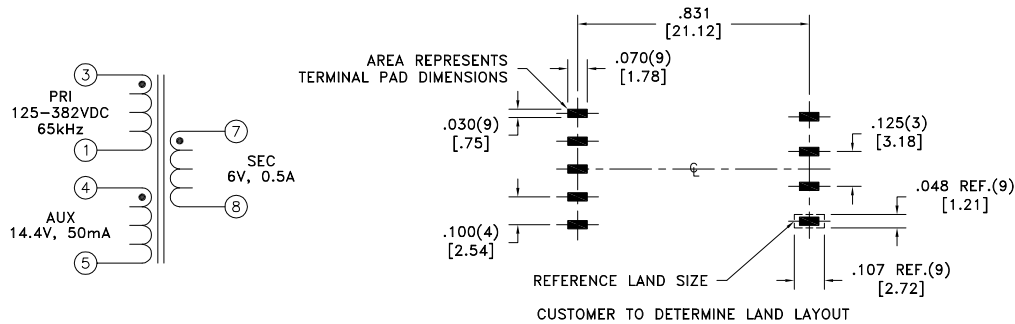 3
PRI
125-382VDC
65kHz
1
4
AUX
14.4V, 50mA
5
7
SEC
6V, 0.5A
8
.831
[21.12]
AREA REPRESENTS
TERMINAL PAD DIMENSIONS
.070(9)
[1.78]
.030(9)
[.75]
.125(3)
[3.18]
℄
.048 REF.(9)
[1.21]
.100(4)
[2.54]
REFERENCE LAND SIZE
.107 REF.(9)
[2.72]
CUSTOMER TO DETERMINE LAND LAYOUT